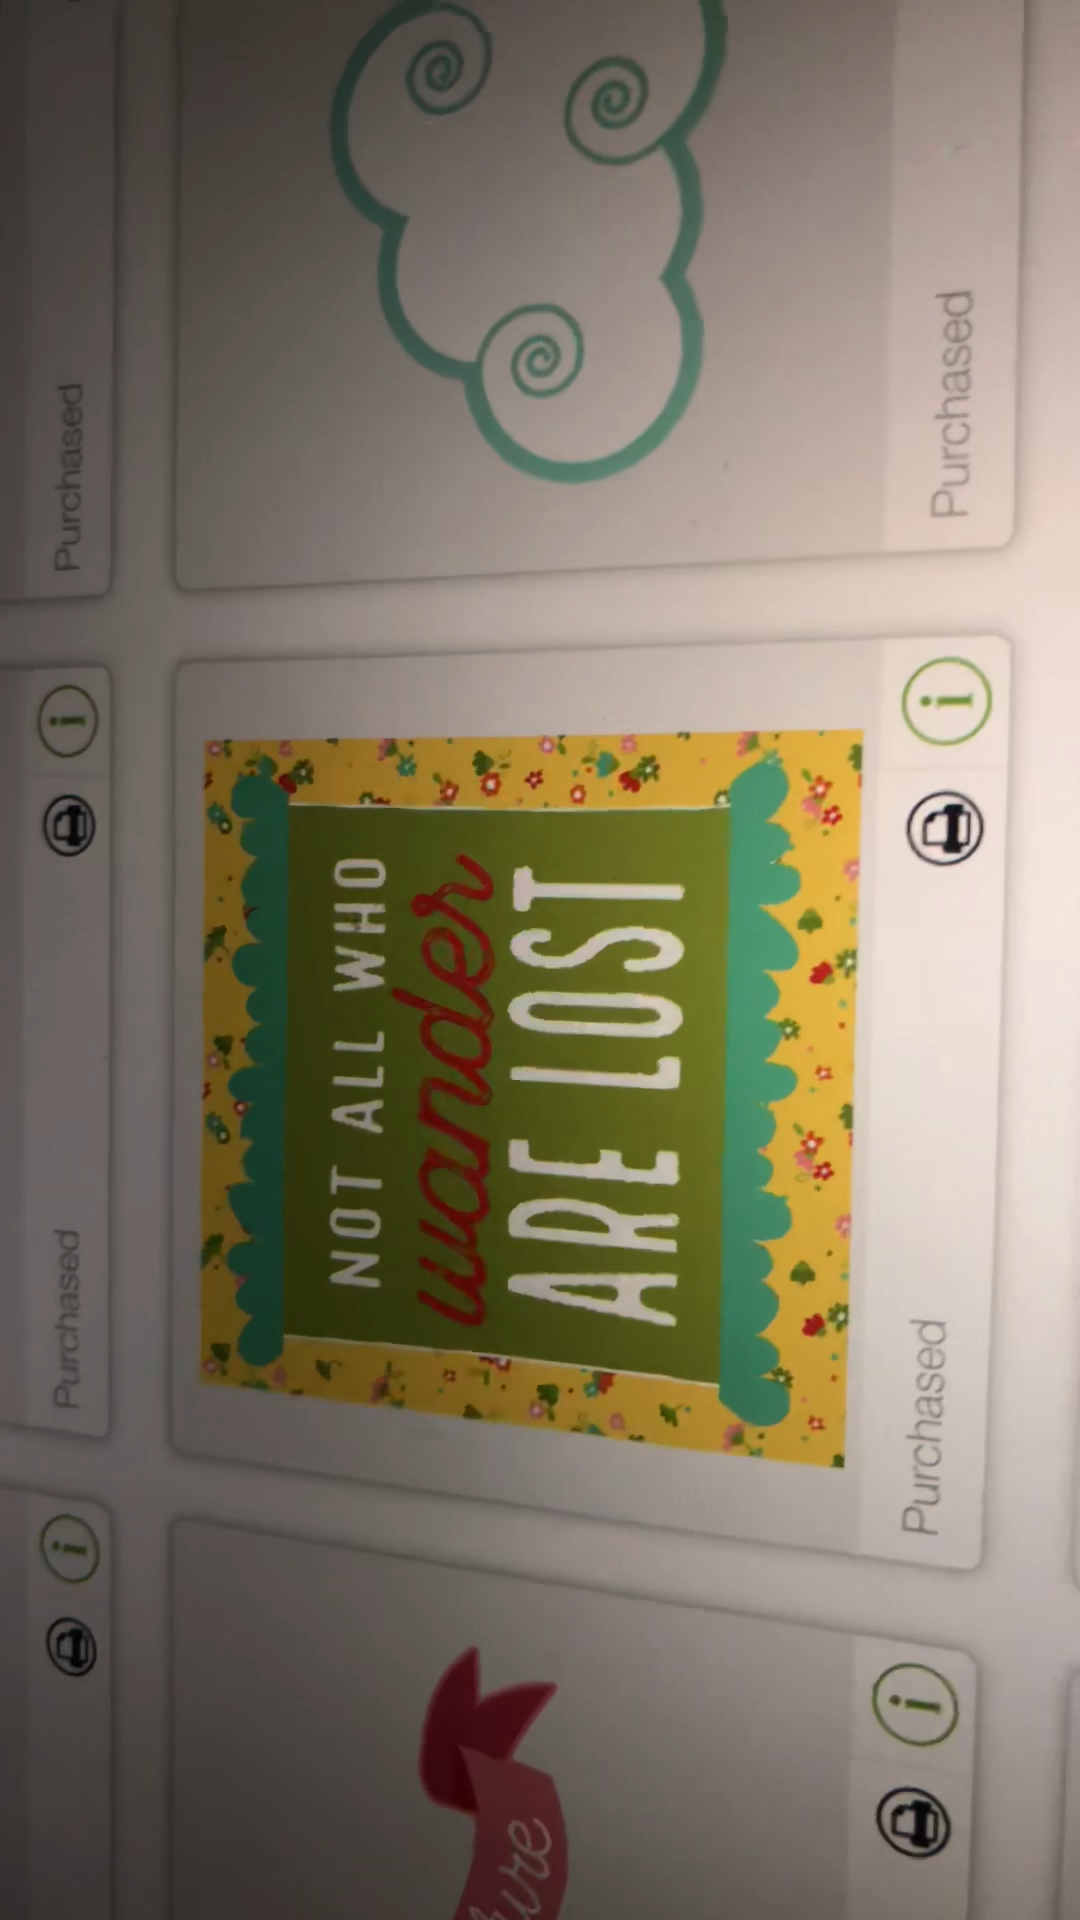 Purchased
Purchased
NOT ALL WHO
wander
ARE LOST
Purchased
Purchased